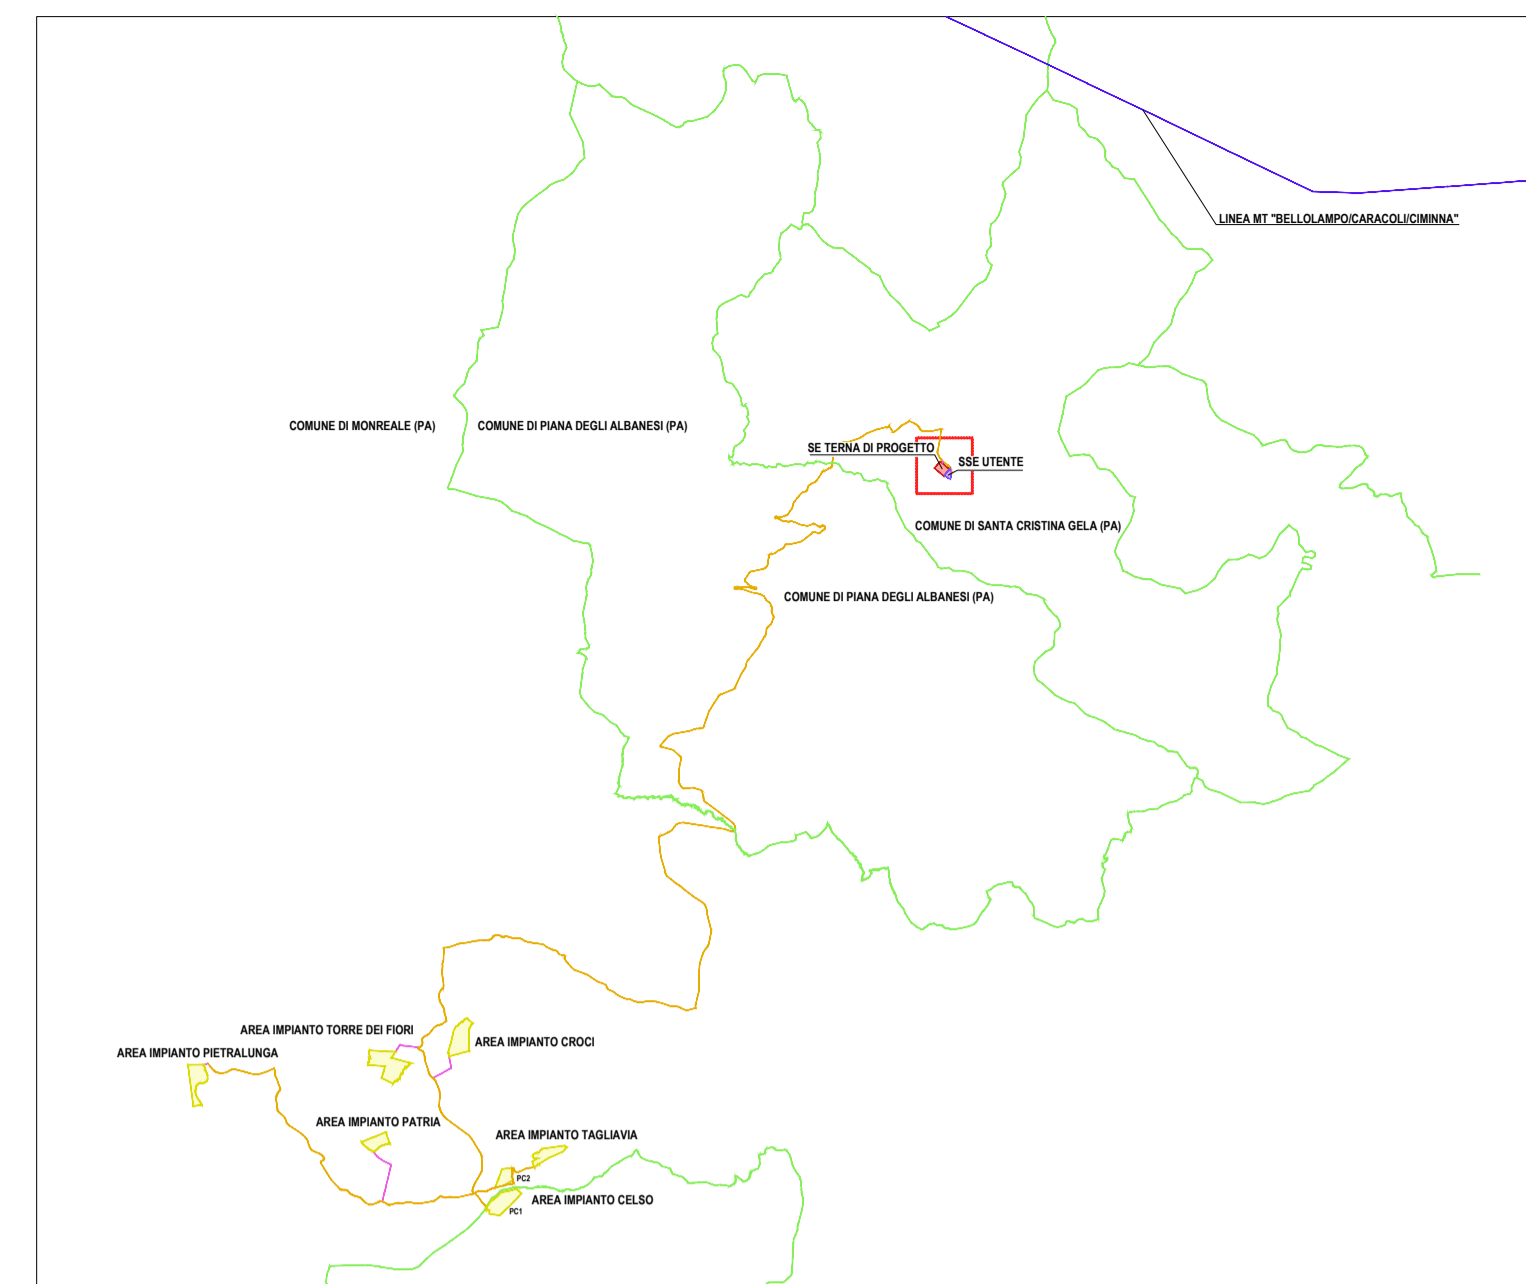 LINEA MT "BELLOLAMPO/CARACOLI/CIMINNA"
COMUNE DI MONREALE (PA)
COMUNE DI PIANA DEGLI ALBANESI (PA)
SE TERNA DI PROGETTO
SSE UTENTE
COMUNE DI SANTA CRISTINA GELA (PA)
COMUNE DI PIANA DEGLI ALBANESI (PA)
AREA IMPIANTO TORRE DEI FIORI
AREA IMPIANTO CROCI
AREA IMPIANTO PIETRALUNGA
AREA IMPIANTO PATRIA
AREA IMPIANTO TAGLIAVIA
PC2
AREA IMPIANTO CELSO
PC1